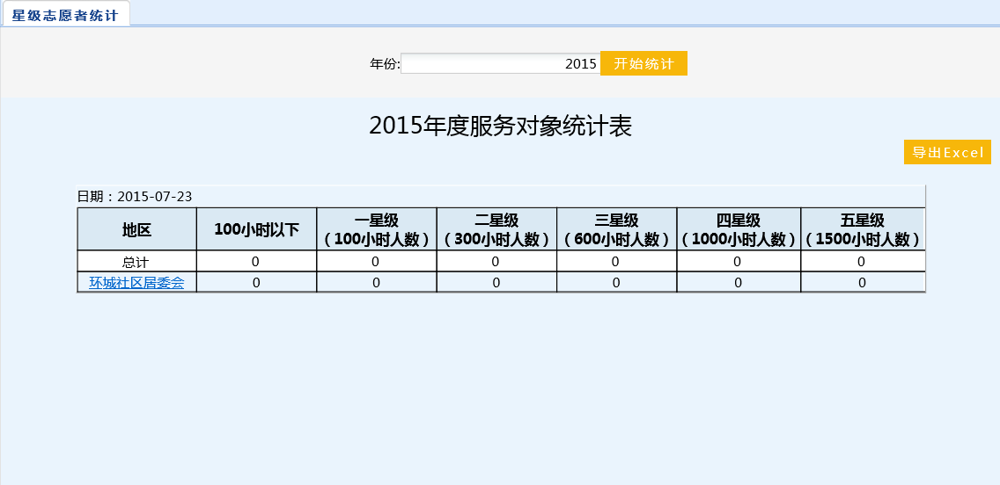 星级志愿者统计
年份: 2015 开始统计
2015年度服务对象统计表
导出Excel
日期：2015-07-23
地区 100小时以下 一星级（100小时人数） 二星级（300小时人数） 三星级（600小时人数） 四星级（1000小时人数） 五星级（1500小时人数）
总计 0 0 0 0 0 0
环城社区居委会 0 0 0 0 0 0